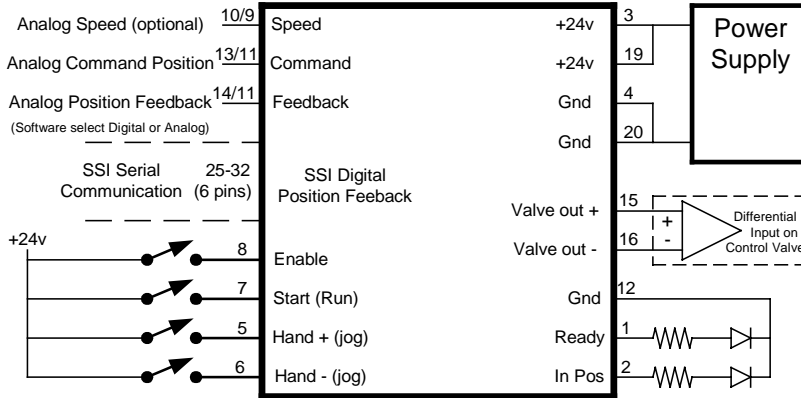 Analog Speed (optional) 10/9 Speed
Analog Command Position 13/11 Command
Analog Position Feedback 14/11 Feedback
(Software select Digital or Analog)
SSI Serial
Communication
25-32
(6 pins)
SSI Digital
Position Feeback
+24v
8 Enable
7 Start (Run)
5 Hand + (jog)
6 Hand - (jog)
+24v 3
+24v 19
Gnd 4
Gnd 20
Power
Supply
Valve out + 15
Valve out - 16
+
-
Differential
Input on
Control Valve
Gnd 12
Ready 1
In Pos 2